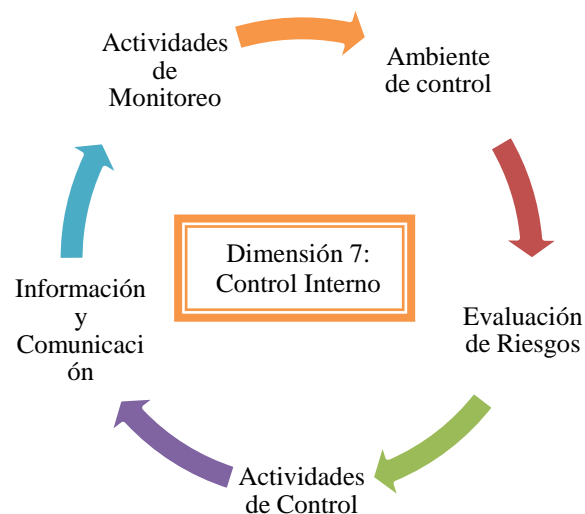 Actividades
de
Monitoreo
Ambiente
de control
Dimensión 7:
Control Interno
Información
y
Comunicaci
ón
Evaluación
de Riesgos
Actividades
de Control